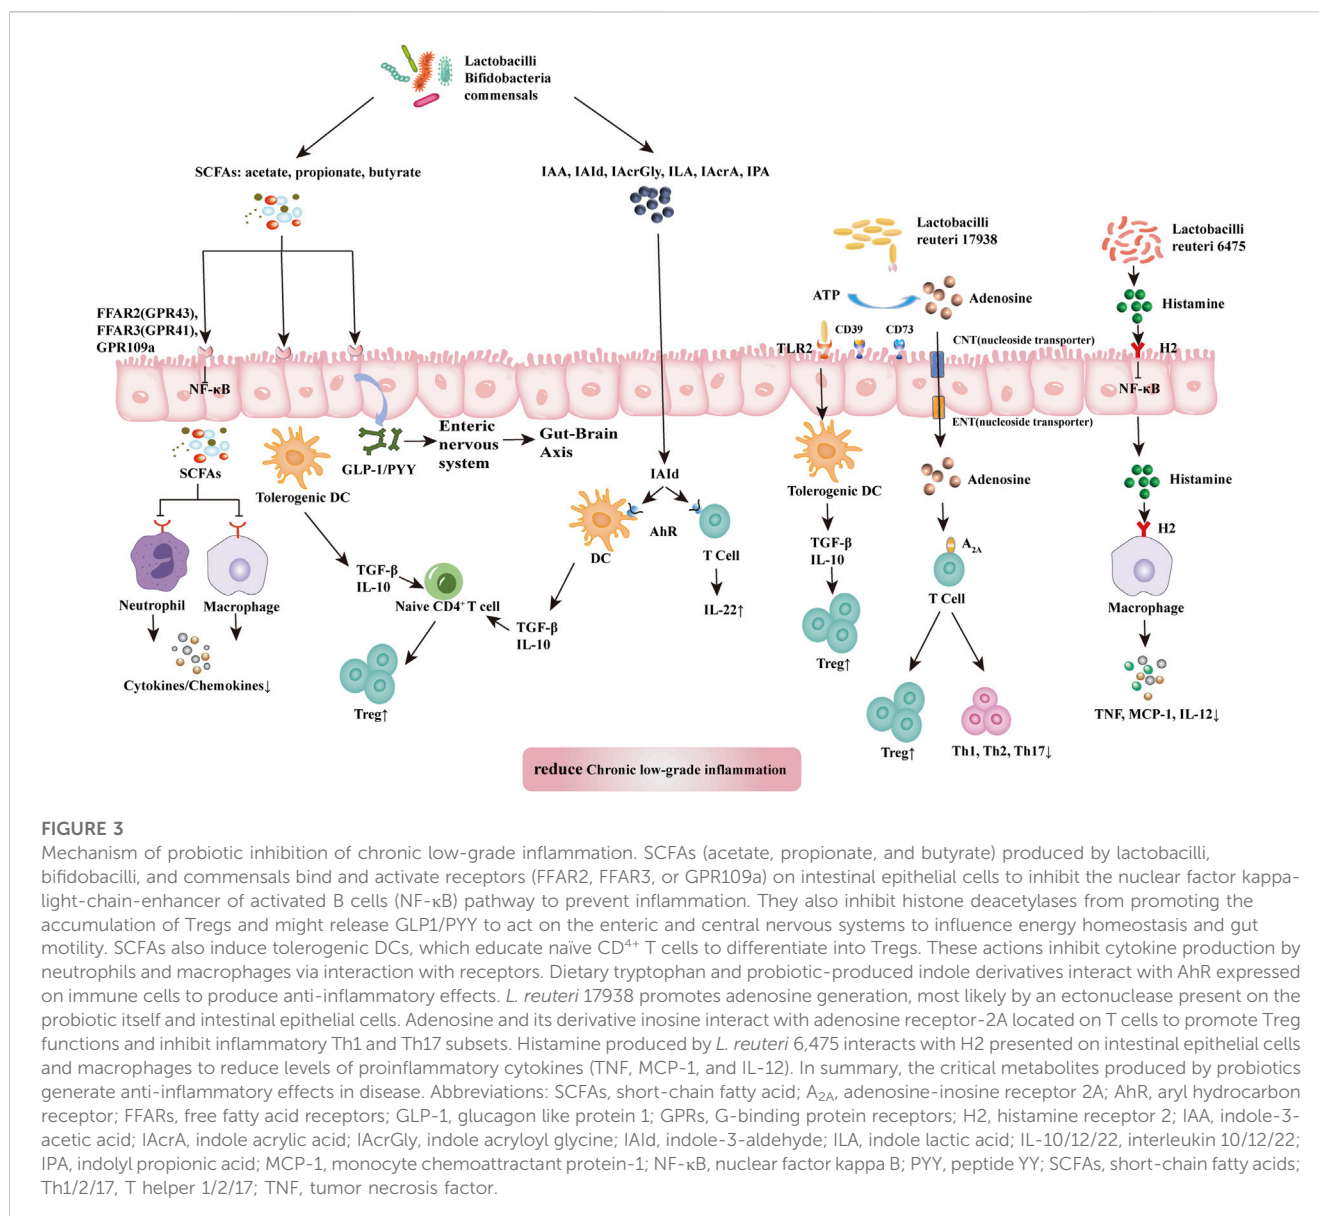 Lactobacilli
Bifidobacteria
commensals
SCFAs: acetate, propionate, butyrate
IAA, IAId, IAcrGly, ILA, IAcrA, IPA
Lactobacilli
reuteri 17938
Lactobacilli
reuteri 6475
ATP
Adenosine
Histamine
FFAR2(GPR43),
FFAR3(GPR41),
GPR109a
TLR2
CD39
CD73
CNT(nucleoside transporter)
H2
NF-κB
NF-κB
ENT(nucleoside transporter)
SCFAs
Tolerogenic DC
GLP-1/PYY
Enteric
nervous
system
Gut-Brain
Axis
IAId
AhR
DC
T Cell
IL-22↑
Tolerogenic DC
Adenosine
Histamine
H2
A2A
T Cell
Macrophage
Neutrophil
Macrophage
TGF-β
IL-10
Naive CD4+ T cell
TGF-β
IL-10
TGF-β
IL-10
Treg↑
Cytokines/Chemokines↓
Treg↑
Treg↑
Th1, Th2, Th17↓
TNF, MCP-1, IL-12↓
reduce Chronic low-grade inflammation
FIGURE 3
Mechanism of probiotic inhibition of chronic low-grade inflammation. SCFAs (acetate, propionate, and butyrate) produced by lactobacilli,
bifidobacilli, and commensals bind and activate receptors (FFAR2, FFAR3, or GPR109a) on intestinal epithelial cells to inhibit the nuclear factor kappa-
light-chain-enhancer of activated B cells (NF-κB) pathway to prevent inflammation. They also inhibit histone deacetylases from promoting the
accumulation of Tregs and might release GLP1/PYY to act on the enteric and central nervous systems to influence energy homeostasis and gut
motility. SCFAs also induce tolerogenic DCs, which educate naïve CD4+ T cells to differentiate into Tregs. These actions inhibit cytokine production by
neutrophils and macrophages via interaction with receptors. Dietary tryptophan and probiotic-produced indole derivatives interact with AhR expressed
on immune cells to produce anti-inflammatory effects. L. reuteri 17938 promotes adenosine generation, most likely by an ectonuclease present on the
probiotic itself and intestinal epithelial cells. Adenosine and its derivative inosine interact with adenosine receptor-2A located on T cells to promote Treg
functions and inhibit inflammatory Th1 and Th17 subsets. Histamine produced by L. reuteri 6,475 interacts with H2 presented on intestinal epithelial cells
and macrophages to reduce levels of proinflammatory cytokines (TNF, MCP-1, and IL-12). In summary, the critical metabolites produced by probiotics
generate anti-inflammatory effects in disease. Abbreviations: SCFAs, short-chain fatty acid; A2A, adenosine-inosine receptor 2A; AhR, aryl hydrocarbon
receptor; FFARs, free fatty acid receptors; GLP-1, glucagon like protein 1; GPRs, G-binding protein receptors; H2, histamine receptor 2; IAA, indole-3-
acetic acid; IAcrA, indole acrylic acid; IAcrGly, indole acryloyl glycine; IAId, indole-3-aldehyde; ILA, indole lactic acid; IL-10/12/22, interleukin 10/12/22;
IPA, indolyl propionic acid; MCP-1, monocyte chemoattractant protein-1; NF-κB, nuclear factor kappa B; PYY, peptide YY; SCFAs, short-chain fatty acids;
Th1/2/17, T helper 1/2/17; TNF, tumor necrosis factor.